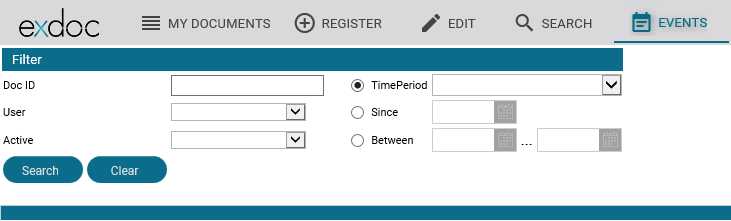 exdoc MY DOCUMENTS REGISTER EDIT SEARCH EVENTS
Filter
Doc ID TimePeriod
User Since
Active Between ...
Search Clear